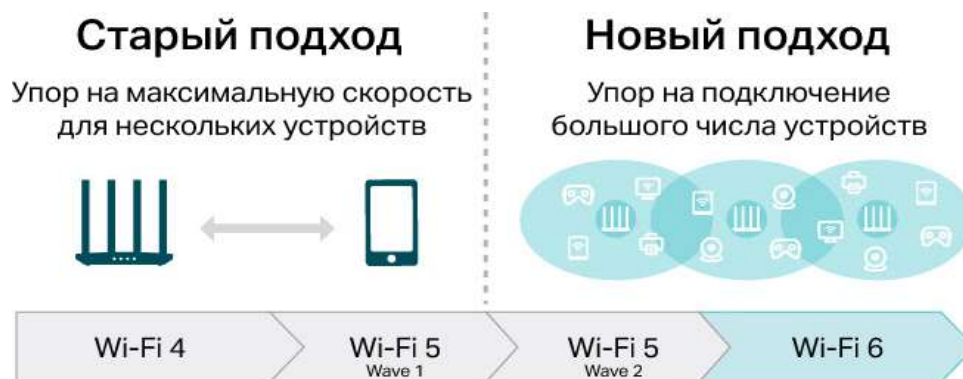 Старый подход
Упор на максимальную скорость
для нескольких устройств
Новый подход
Упор на подключение
большого числа устройств
Wi-Fi 4
Wi-Fi 5
Wave 1
Wi-Fi 5
Wave 2
Wi-Fi 6